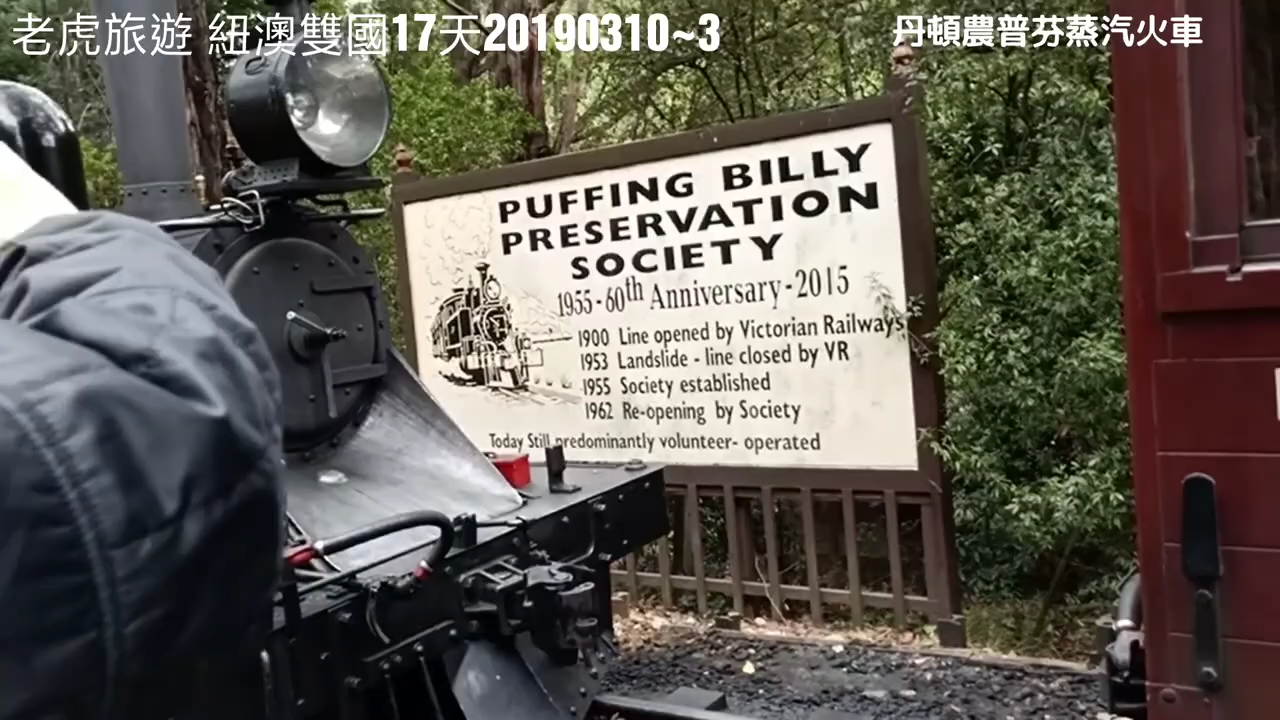 老虎旅遊 紐澳雙國17天20190310~3
丹頓農普芬蒸汽火車
PUFFING BILLY
PRESERVATION
SOCIETY
1955-60th Anniversary-2015
1900 Line opened by Victorian Railways
1953 Landslide - line closed by VR
1955 Society established
1962 Re-opening by Society
Today Still predominantly volunteer- operated